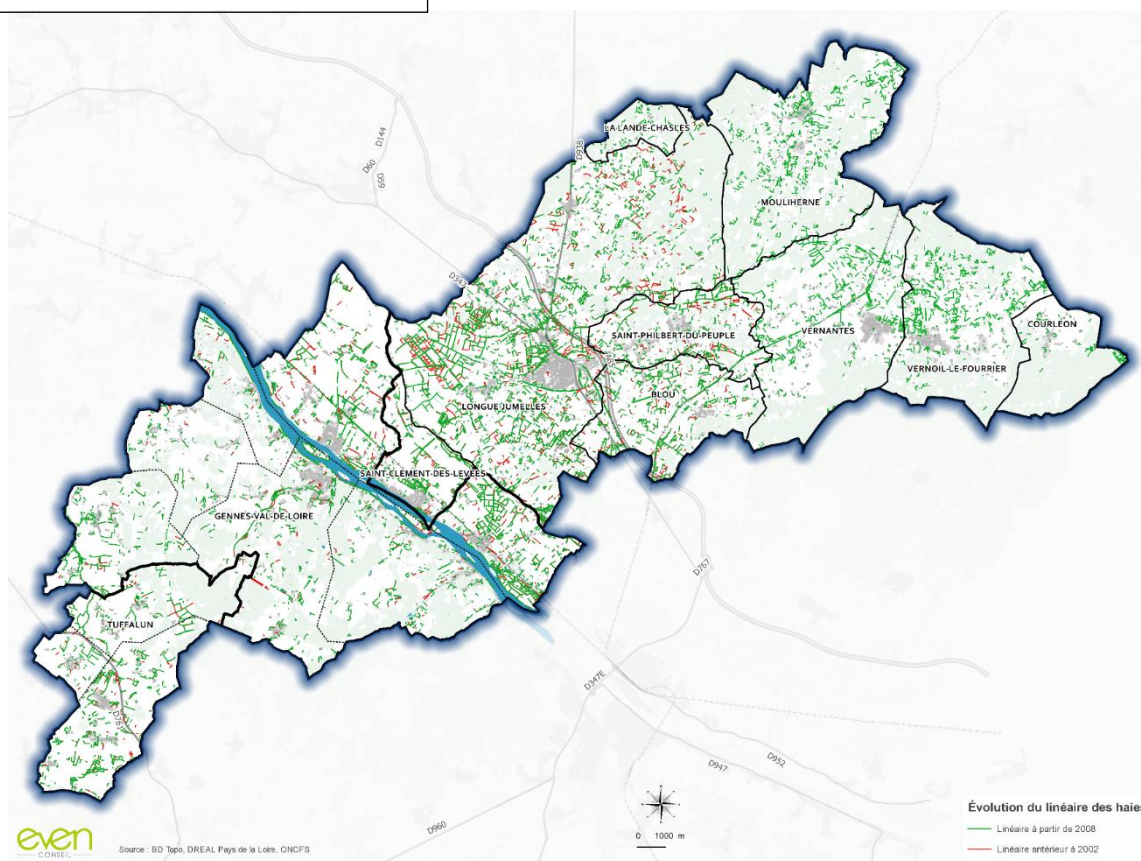 LA-LANDE-CHASLES
D938
D144
D60
D59
MOULIHERNE
D347
SAINT-PHILBERT-DU-PEUPLE
VERNANTES
COURLEON
VERNOIL-LE-FOURRIER
BLOU
LONGUE-JUMELLES
SAINT-CLEMENT-DES-LEVEES
GENNES-VAL-DE-LOIRE
D767
TUFFALUN
D761
D347E
D952
D947
D960
0 1000 m
Évolution du linéaire des haies
Linéaire à partir de 2008
Linéaire antérieur à 2002
even
CONSEIL
Source : BD Topo, DREAL Pays de la Loire, ONCFS